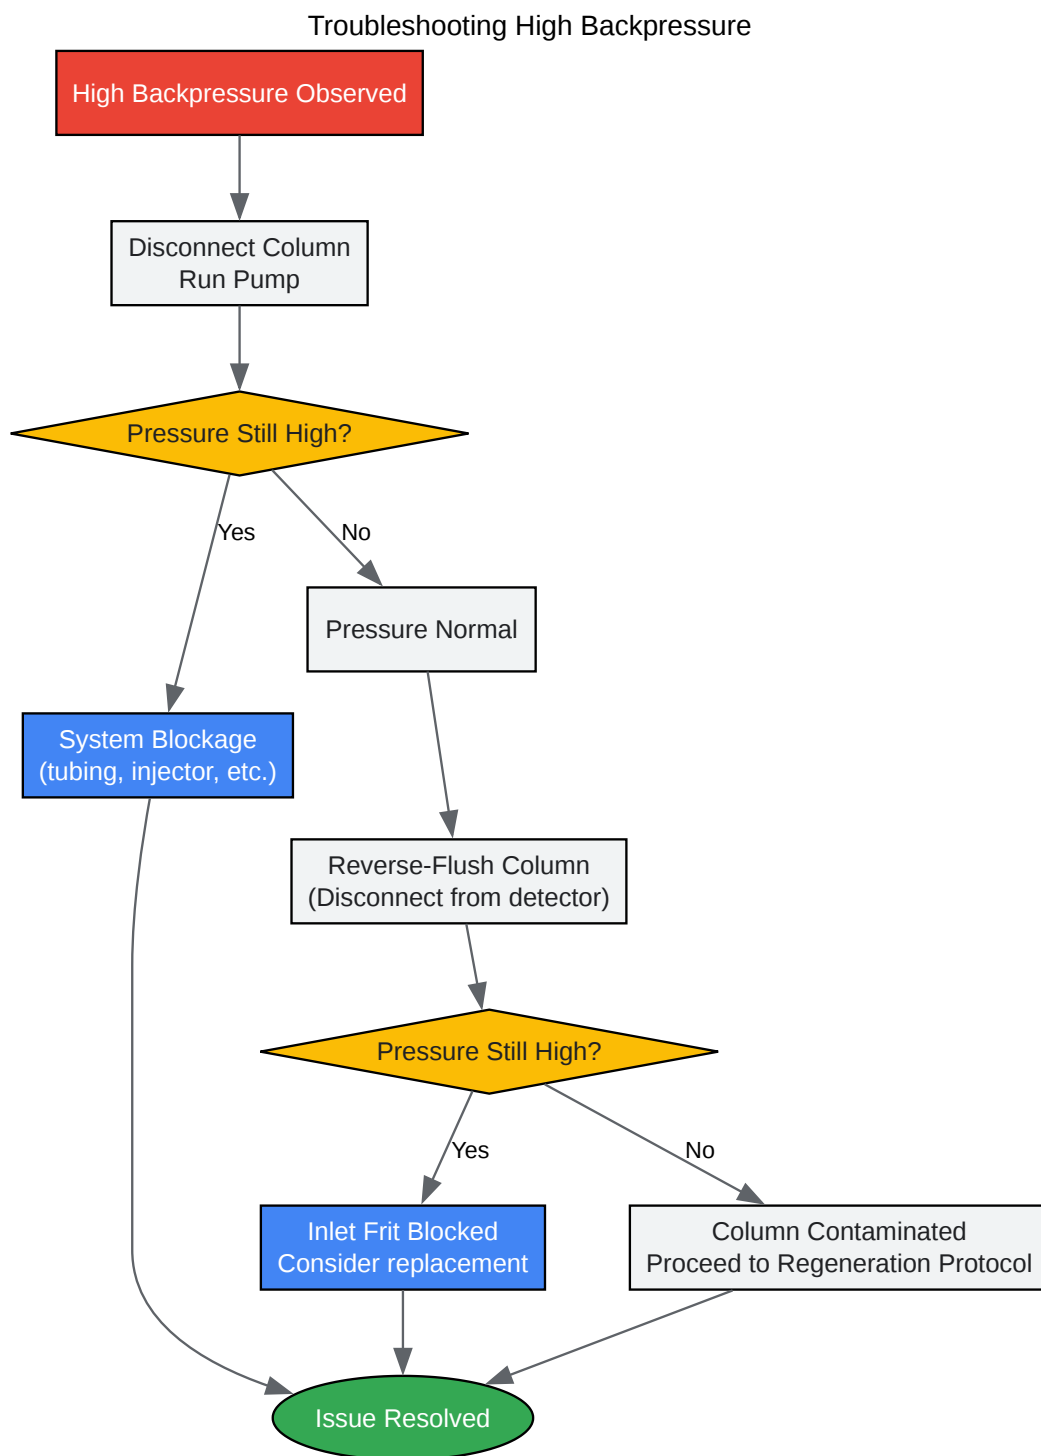 Troubleshooting High Backpressure
High Backpressure Observed
Disconnect Column
Run Pump
Pressure Still High?
Yes
No
Pressure Normal
System Blockage
(tubing, injector, etc.)
Reverse-Flush Column
(Disconnect from detector)
Pressure Still High?
Yes
No
Inlet Frit Blocked
Consider replacement
Column Contaminated
Proceed to Regeneration Protocol
Issue Resolved